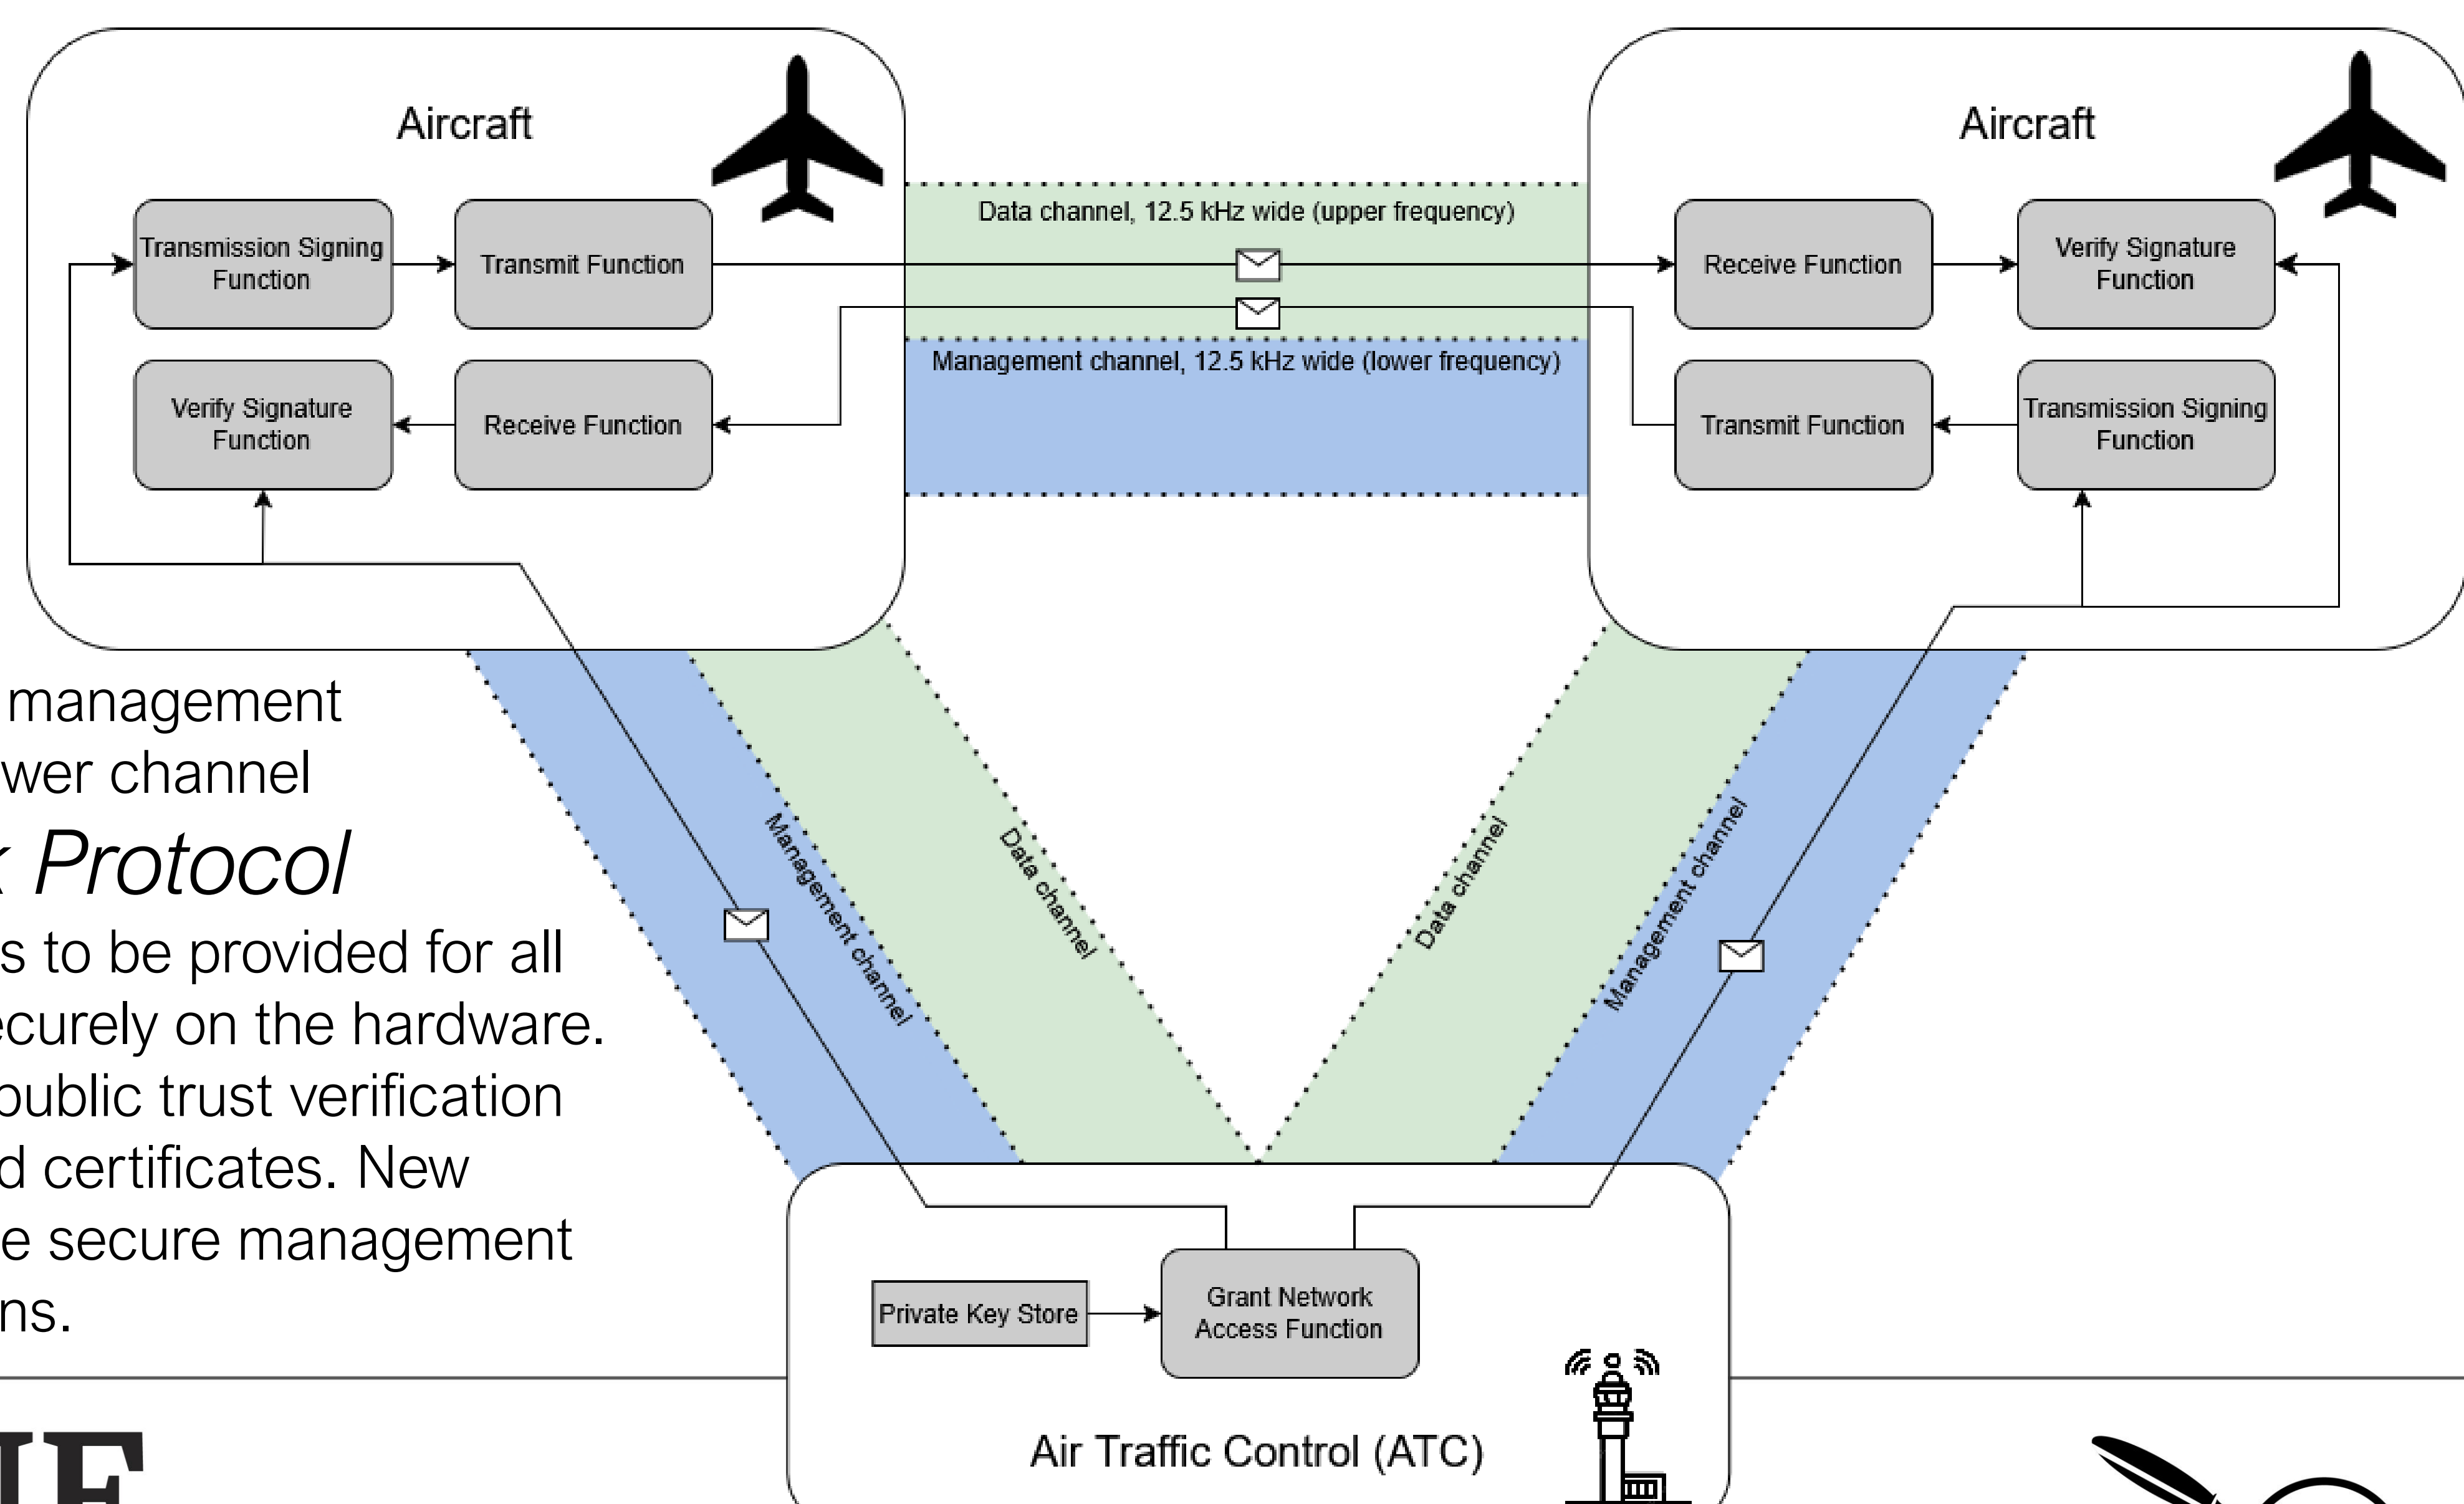 Aircraft
Transmission Signing
Function
Transmit Function
Verify Signature
Function
Receive Function
Data channel, 12.5 kHz wide (upper frequency)
Management channel, 12.5 kHz wide (lower frequency)
Aircraft
Receive Function
Verify Signature
Function
Transmit Function
Transmission Signing
Function
management
wer channel
Protocol
s to be provided for all
ecurely on the hardware.
public trust verification
d certificates. New
e secure management
ns.
Management channel
Data channel
Data channel
Management channel
Private Key Store
Grant Network
Access Function
Air Traffic Control (ATC)